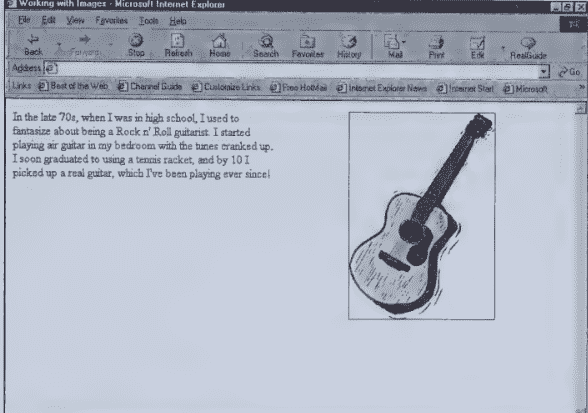 Working with Images - Microsoft Internet Explorer
File Edit View Favorites Tools Help
Back Forward Stop Refresh Home Search Favorites History Mail Print Edit RealGuide
Address Go
Links Best of the Web Channel Guide Customize Links Free HotMail Internet Explorer News Internet Start Microsoft
In the late '70s, when I was in high school, I used to
fantasize about being a Rock n' Roll guitarist. I started
playing air guitar in my bedroom with the tunes cranked up.
I soon graduated to using a tennis racket, and by 10 I
picked up a real guitar, which I've been playing ever since!